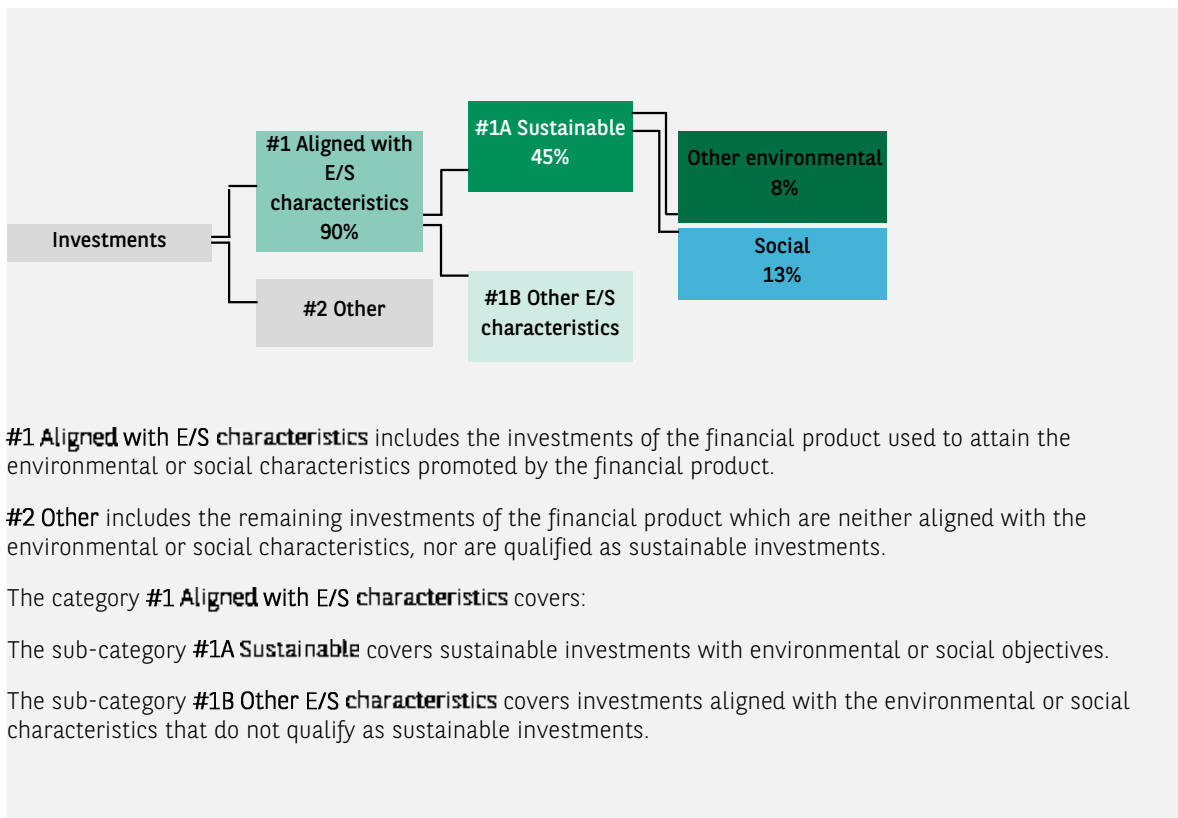 #1A Sustainable
45%
#1 Aligned with
E/S
characteristics
90%
Other environmental
8%
Investments
Social
13%
#2 Other
#1B Other E/S
characteristics
#1 Aligned with E/S characteristics includes the investments of the financial product used to attain the
environmental or social characteristics promoted by the financial product.
#2 Other includes the remaining investments of the financial product which are neither aligned with the
environmental or social characteristics, nor are qualified as sustainable investments.
The category #1 Aligned with E/S characteristics covers:
The sub-category #1A Sustainable covers sustainable investments with environmental or social objectives.
The sub-category #1B Other E/S characteristics covers investments aligned with the environmental or social
characteristics that do not qualify as sustainable investments.